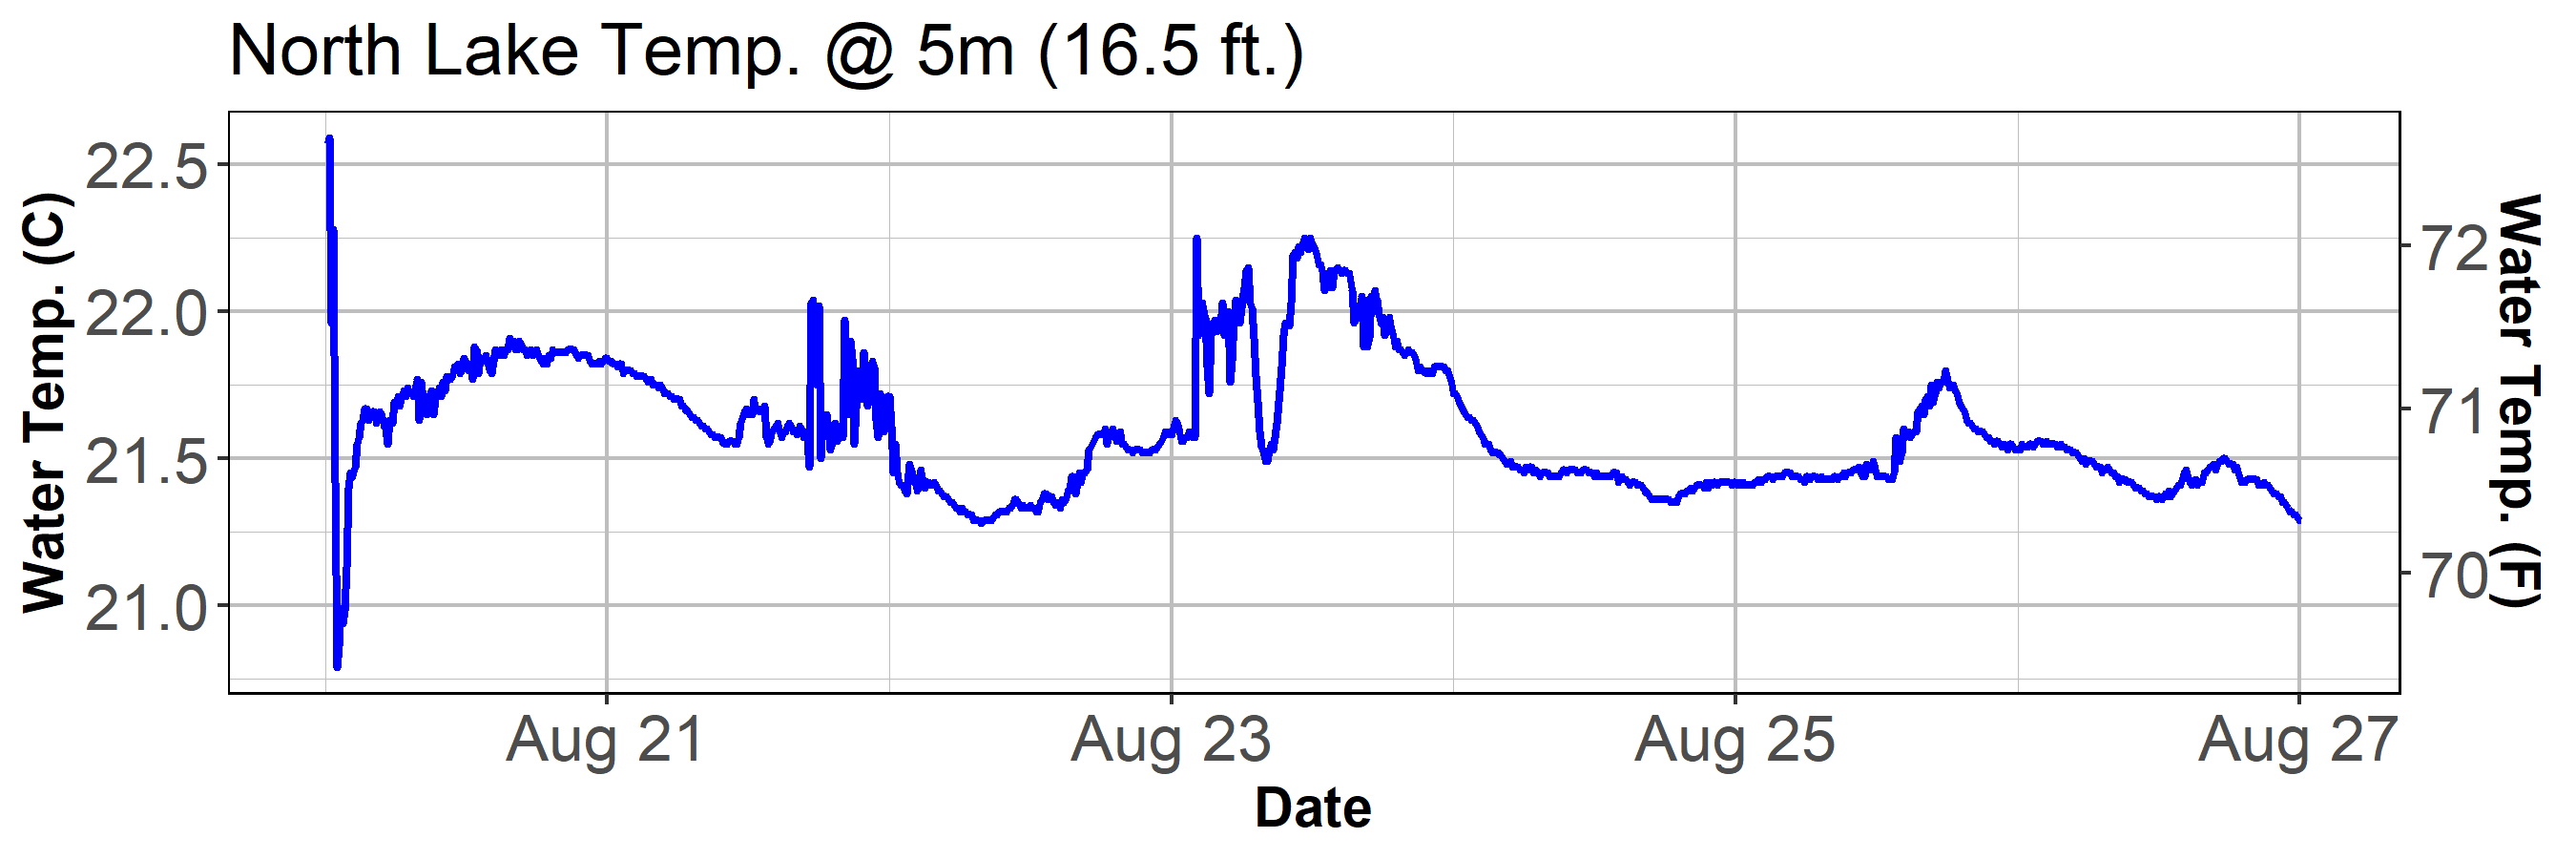 North Lake Temp. @ 5m (16.5 ft.)
Water Temp. (C)
22.5
22.0
21.5
21.0
72
71
70
Water Temp. (F)
Aug 21 Aug 23 Aug 25 Aug 27
Date